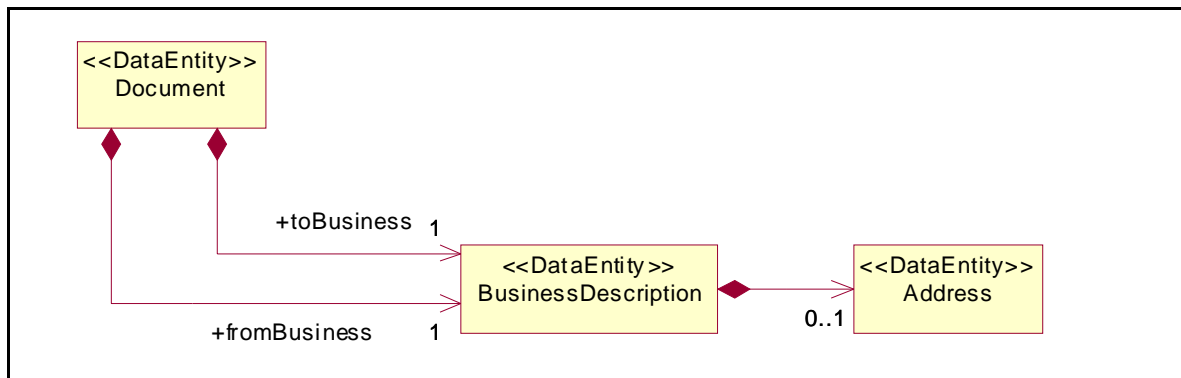 <<DataEntity>>
Document
+toBusiness 1
<<DataEntity>>
BusinessDescription
<<DataEntity>>
Address
0..1
+fromBusiness 1